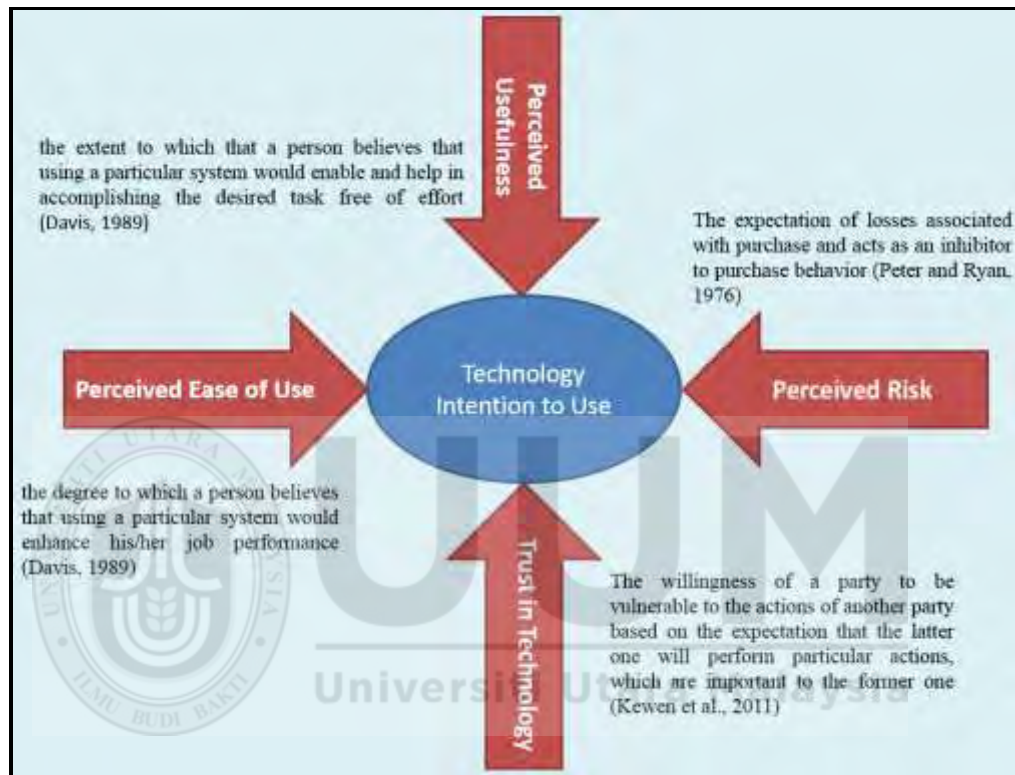 Perceived
Usefulness
the extent to which that a person believes that
using a particular system would enable and help in
accomplishing the desired task free of effort
(Davis, 1989)
The expectation of losses associated
with purchase and acts as an inhibitor
to purchase behavior (Peter and Ryan,
1976)
Perceived Ease of Use
Technology
Intention to Use
Perceived Risk
the degree to which a person believes
that using a particular system would
enhance his/her job performance
(Davis, 1989)
Trust in Technology
The willingness of a party to be
vulnerable to the actions of another party
based on the expectation that the latter
one will perform particular actions,
which are important to the former one
(Kewen et al., 2011)
UUM
Universiti Utara Malaysia
UNIVERSITI UTARA MALAYSIA
ILMU BUDI BAKTI